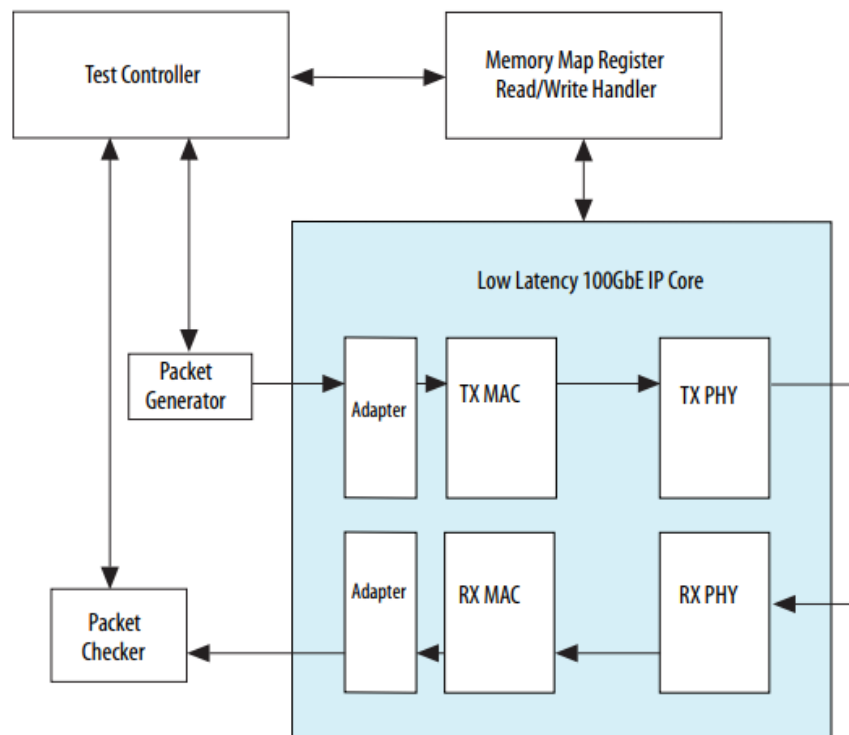 Test Controller
Memory Map Register
Read/Write Handler
Low Latency 100GbE IP Core
Packet
Generator
Adapter
TX MAC
TX PHY
Adapter
RX MAC
RX PHY
Packet
Checker